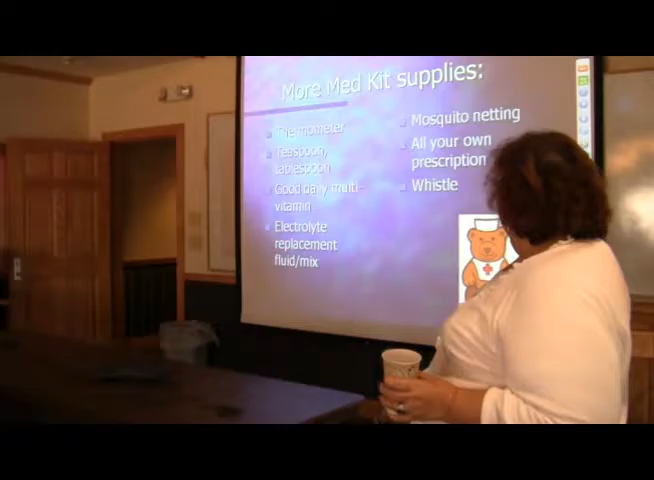 More Med Kit supplies:
Thermometer
Teaspoon,
tablespoon
Good daily multi-
vitamin
Electrolyte
replacement
fluid/mix
Mosquito netting
All your own
prescription
Whistle